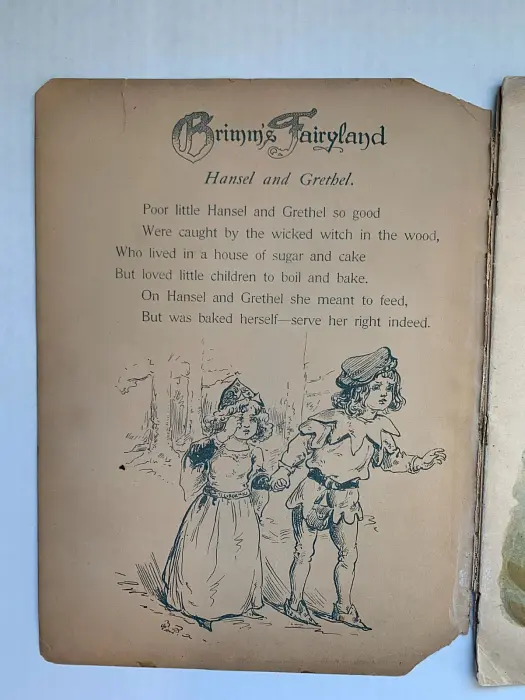 Grimm's Fairyland
Hansel and Grethel.
Poor little Hansel and Grethel so good
Were caught by the wicked witch in the wood,
Who lived in a house of sugar and cake
But loved little children to boil and bake.
On Hansel and Grethel she meant to feed,
But was baked herself—serve her right indeed.